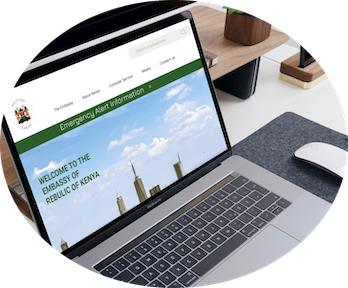 The Embassy About Kenya Consular Service Media Contact us
Emergency Alert Information
WELCOME TO THE
EMBASSY OF
REBULIC OF KENYA